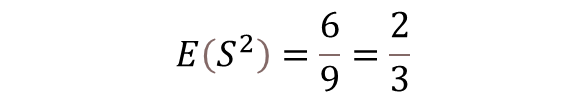 E(S²) = 6/9 = 2/3